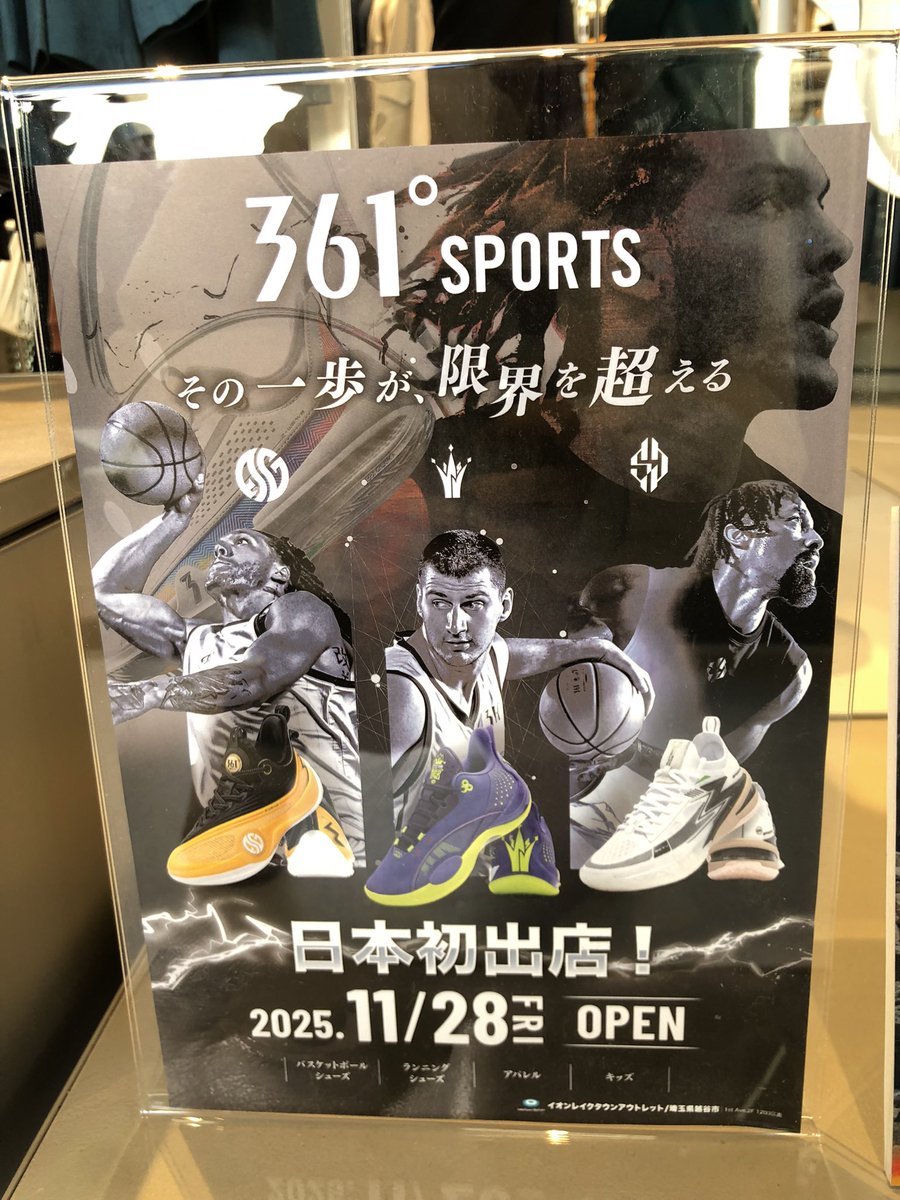 361° SPORTS
その一歩が、限界を超える
361
日本初出店!
2025.11/28 FRI OPEN
バスケットボール
シューズ
ランニング
シューズ
アパレル
キッズ
イオンレイクタウンアウトレット/埼玉県越谷市